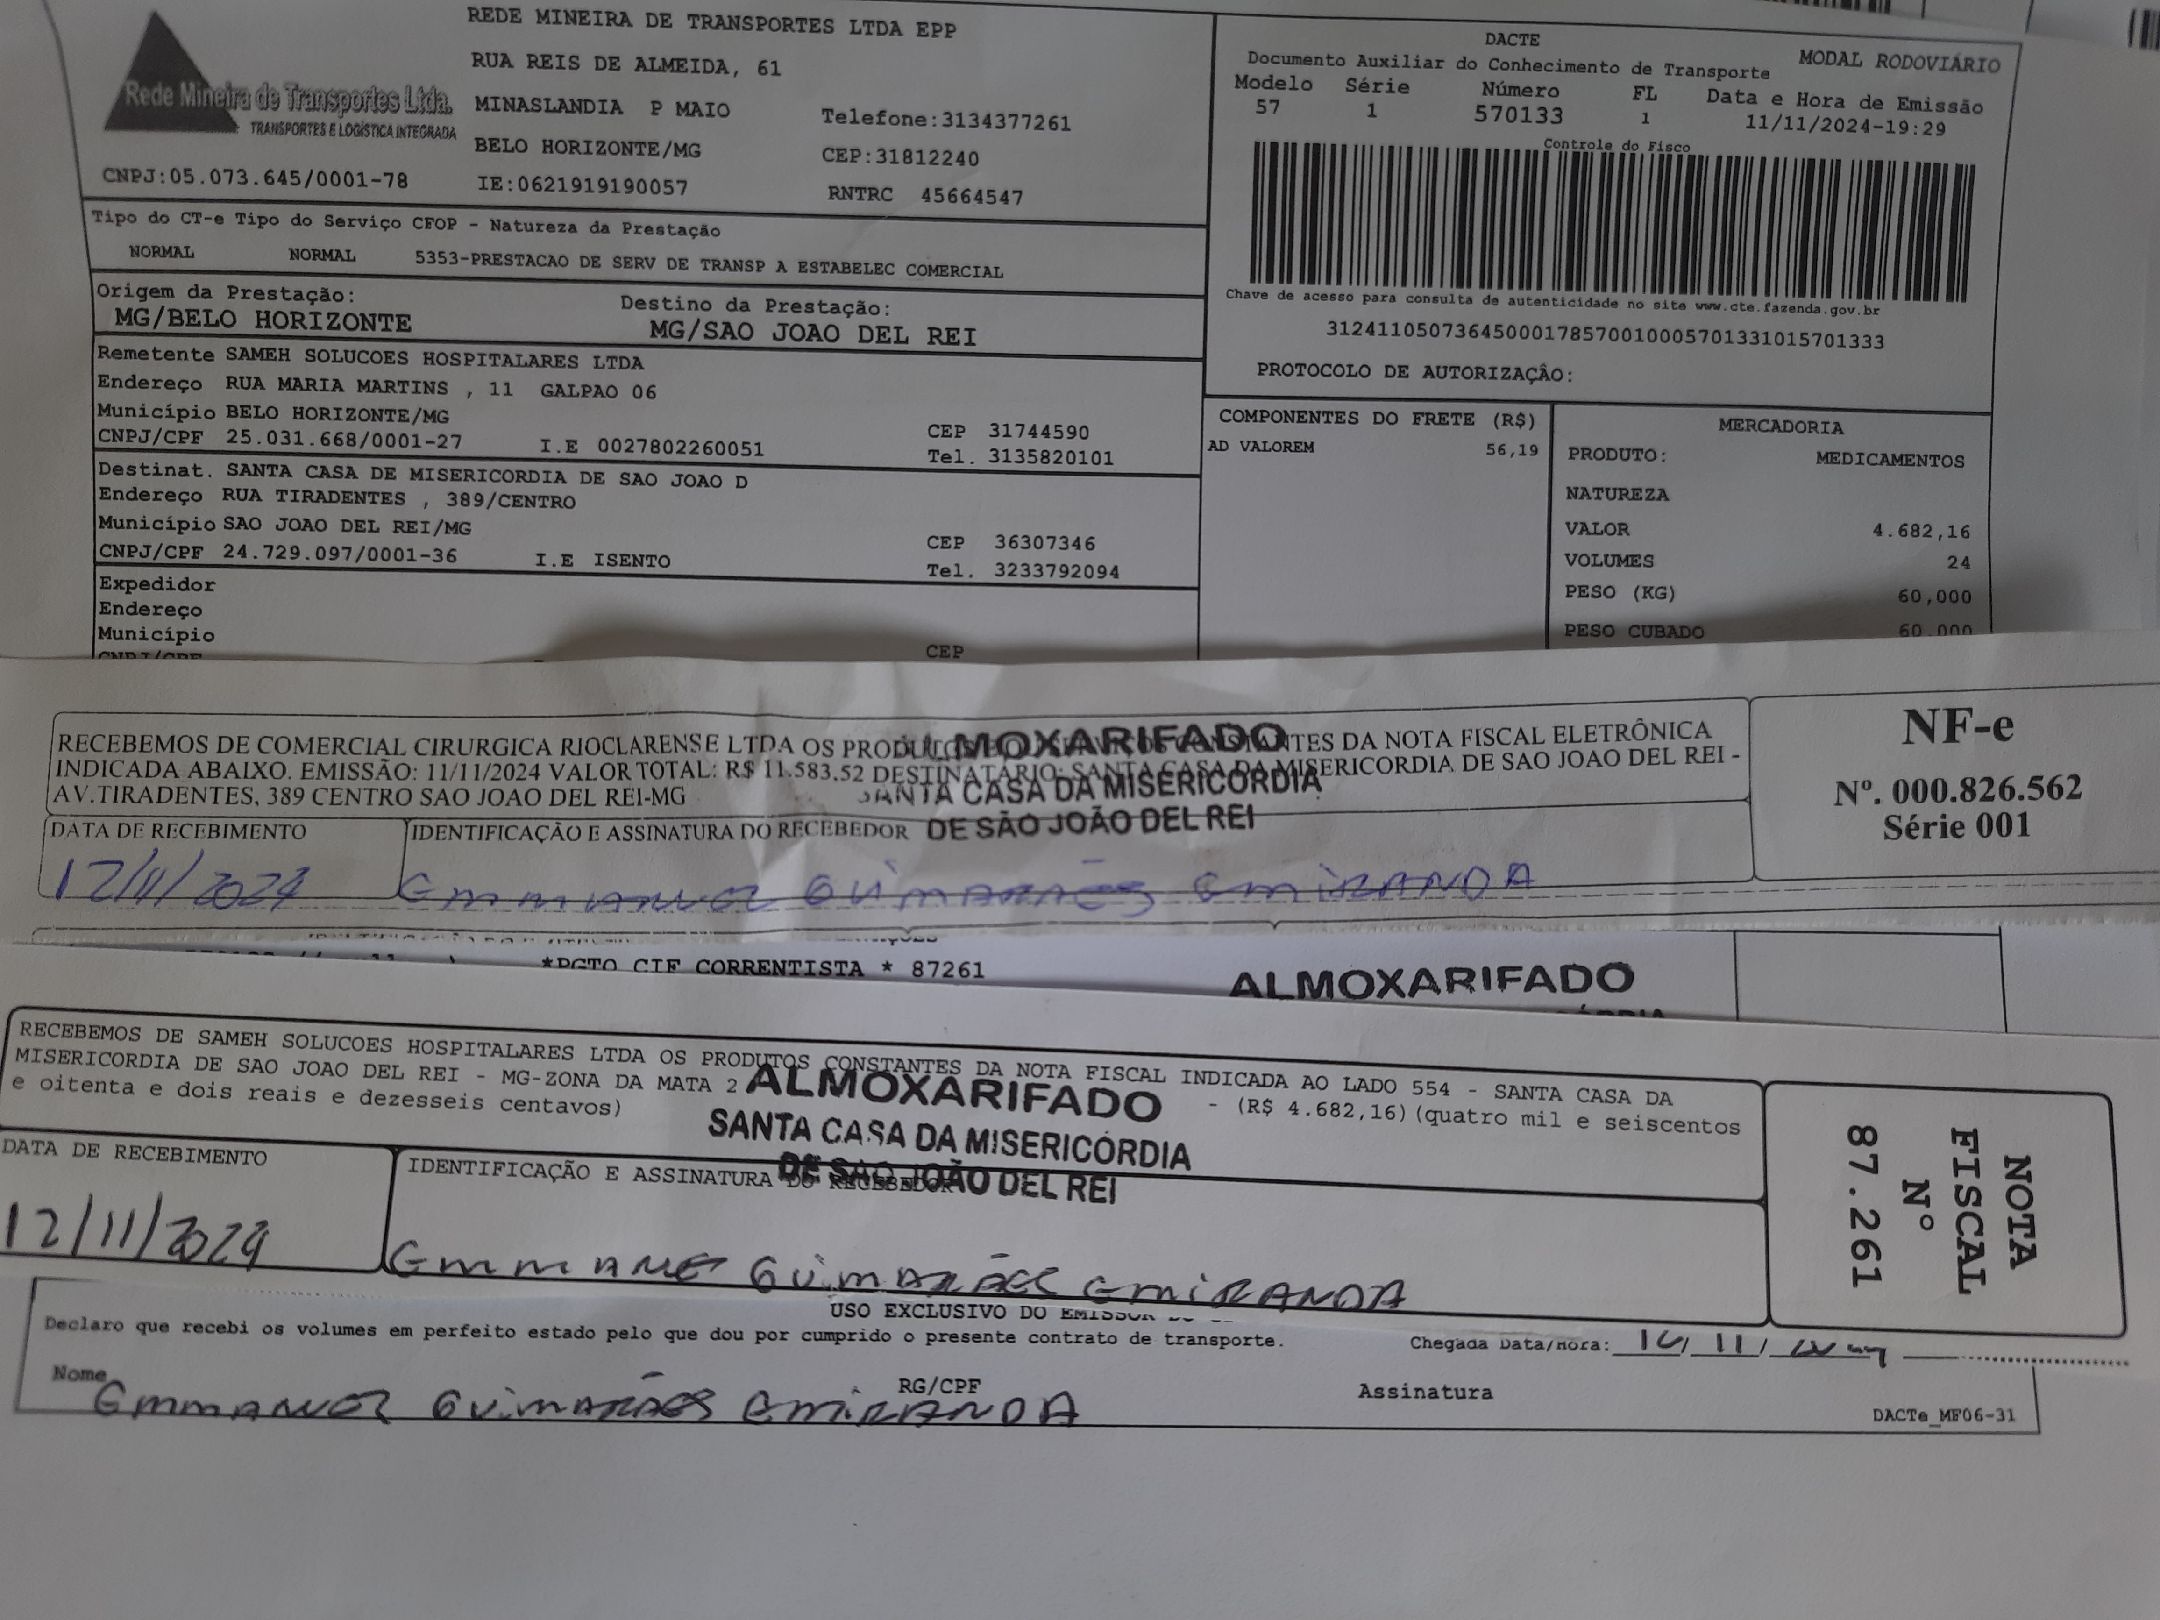 Rede Mineira de Transportes Ltda.
TRANSPORTES E LOGÍSTICA INTEGRADA
CNPJ:05.073.645/0001-78
REDE MINEIRA DE TRANSPORTES LTDA EPP
RUA REIS DE ALMEIDA, 61
MINASLANDIA P MAIO Telefone:3134377261
BELO HORIZONTE/MG CEP:31812240
IE:0621919190057 RNTRC 45664547
DACTE
Documento Auxiliar do Conhecimento de Transporte MODAL RODOVIÁRIO
Modelo Série Número FL Data e Hora de Emissão
57 1 570133 1 11/11/2024-19:29
Controle do Fisco
Chave de acesso para consulta de autenticidade no site www.cte.fazenda.gov.br
31241105073645000178570010005701331015701333
PROTOCOLO DE AUTORIZAÇÂO:
Tipo do CT-e Tipo do Serviço CFOP - Natureza da Prestação
NORMAL NORMAL 5353-PRESTACAO DE SERV DE TRANSP A ESTABELEC COMERCIAL
Origem da Prestação: Destino da Prestação:
MG/BELO HORIZONTE MG/SAO JOAO DEL REI
Remetente SAMEH SOLUCOES HOSPITALARES LTDA
Endereço RUA MARIA MARTINS , 11 GALPAO 06
Município BELO HORIZONTE/MG CEP 31744590
CNPJ/CPF 25.031.668/0001-27 I.E 0027802260051 Tel. 3135820101
Destinat. SANTA CASA DE MISERICORDIA DE SAO JOAO D
Endereço RUA TIRADENTES , 389/CENTRO
Município SAO JOAO DEL REI/MG CEP 36307346
CNPJ/CPF 24.729.097/0001-36 I.E ISENTO Tel. 3233792094
Expedidor
Endereço
Município
CNPJ/CPF CEP
COMPONENTES DO FRETE (R$)
AD VALOREM 56,19
MERCADORIA
PRODUTO: MEDICAMENTOS
NATUREZA
VALOR 4.682,16
VOLUMES 24
PESO (KG) 60,000
PESO CUBADO 60,000
RECEBEMOS DE COMERCIAL CIRURGICA RIOCLARENSE LTDA OS PRODUTOS CONSTANTES DA NOTA FISCAL ELETRÔNICA
INDICADA ABAIXO. EMISSÃO: 11/11/2024 VALOR TOTAL: R$ 11.583.52 DESTINATÁRIO: SANTA CASA DA MISERICORDIA DE SAO JOAO DEL REI -
AV.TIRADENTES, 389 CENTRO SAO JOAO DEL REI-MG
ALMOXARIFADO
SANTA CASA DA MISERICÓRDIA
DE SÃO JOÃO DEL REI
DATA DE RECEBIMENTO IDENTIFICAÇÃO E ASSINATURA DO RECEBEDOR
12/11/2024 Emmanuel Guimarães Emiranda
NF-e
Nº. 000.826.562
Série 001
*PGTO CIF CORRENTISTA * 87261
ALMOXARIFADO
RECEBEMOS DE SAMEH SOLUCOES HOSPITALARES LTDA OS PRODUTOS CONSTANTES DA NOTA FISCAL INDICADA AO LADO 554 - SANTA CASA DA
MISERICORDIA DE SAO JOAO DEL REI - MG-ZONA DA MATA 2 - (R$ 4.682,16)(quatro mil e seiscentos
e oitenta e dois reais e dezesseis centavos)
ALMOXARIFADO
SANTA CASA DA MISERICÓRDIA
DE SÃO JOÃO DEL REI
DATA DE RECEBIMENTO IDENTIFICAÇÃO E ASSINATURA DO RECEBEDOR
12/11/2024 Emmanuel Guimarães Emiranda
NOTA
FISCAL
Nº
87.261
USO EXCLUSIVO DO EMISSOR
Declaro que recebi os volumes em perfeito estado pelo que dou por cumprido o presente contrato de transporte. Chegada Data/Hora:
Nome RG/CPF Assinatura
Emmanuel Guimarães Emiranda
DACTe_MF06-31